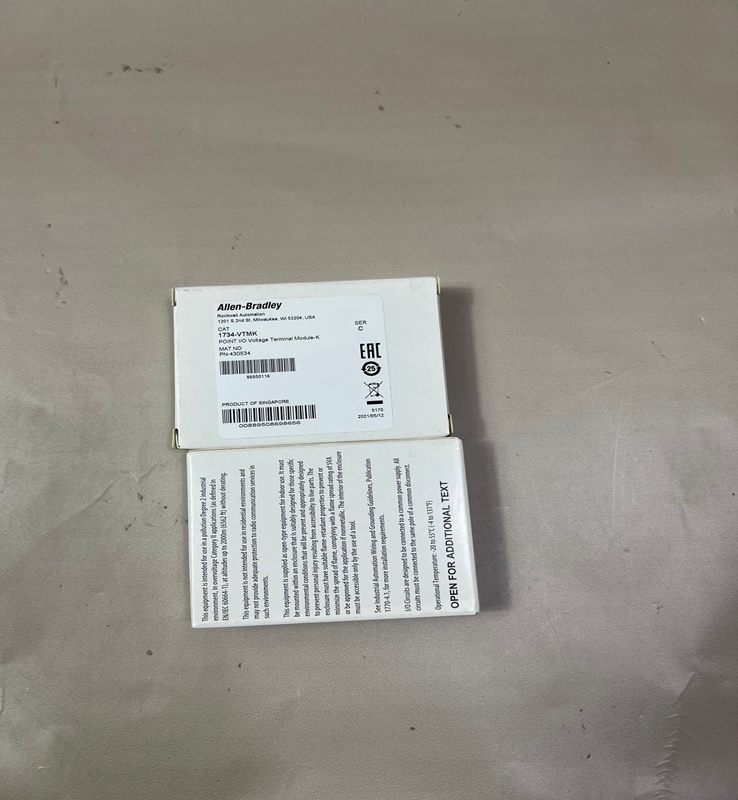 Allen-Bradley
Rockwell Automation
1201 S 2nd St, Milwaukee, WI 53204, USA
CAT
1734-VTMK
POINT I/O Voltage Terminal Module-K
MAT NO
PN-430534
86850116
SER
C
EAC
25
5170
2021/05/12
PRODUCT OF SINGAPORE
00889508698656
This equipment is intended for use in a pollution Degree 2 Industrial
environment, in overvoltage Category II applications (as defined in
EN/IEC 60664-1), at altitudes up to 2000m (6562 ft) without derating.
This equipment is not intended for use in residential environments and
may not provide adequate protection to radio communication services in
such environments.
This equipment is supplied as open-type equipment for indoor use. It must
be mounted within an enclosure that is suitably designed for those specific
environmental conditions that will be present and appropriately designed
to prevent personal injury resulting from accessibility to live parts. The
enclosure must have suitable flame-retardant properties to prevent or
minimize the spread of flame, complying with a flame spread rating of 5VA
or be approved for the application if nonmetallic. The interior of the enclosure
must be accessible only by the use of a tool.
See Industrial Automation Wiring and Grounding Guidelines, Publication
1770-4.1, for more installation requirements.
I/O Circuits are designed to be connected to a common power supply. All
circuits must be connected to the same pole of a common disconnect.
Operational Temperature: -20 to 55°C (-4 to 131°F)
OPEN FOR ADDITIONAL TEXT